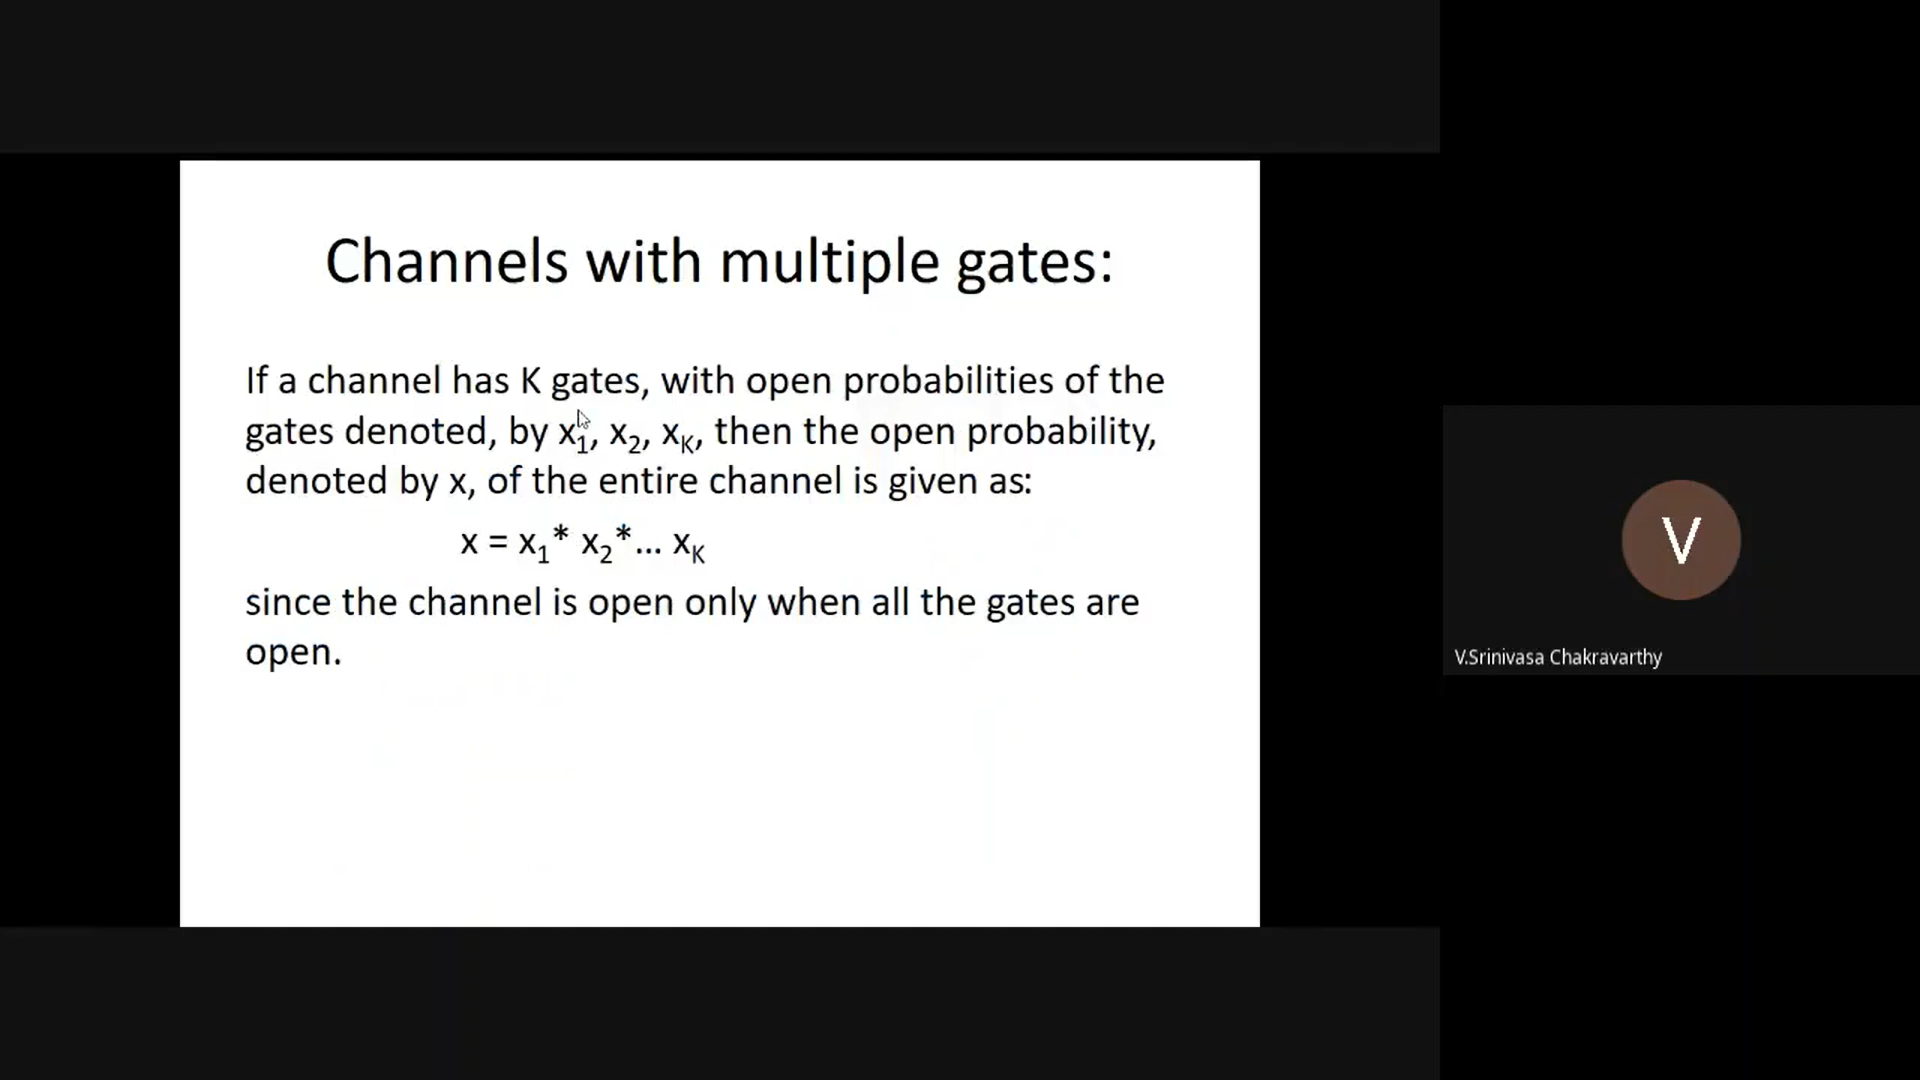 Channels with multiple gates:
If a channel has K gates, with open probabilities of the
gates denoted, by x₁, x₂, x_K, then the open probability,
denoted by x, of the entire channel is given as:
x = x₁* x₂*... x_K
since the channel is open only when all the gates are
open.
V
V.Srinivasa Chakravarthy